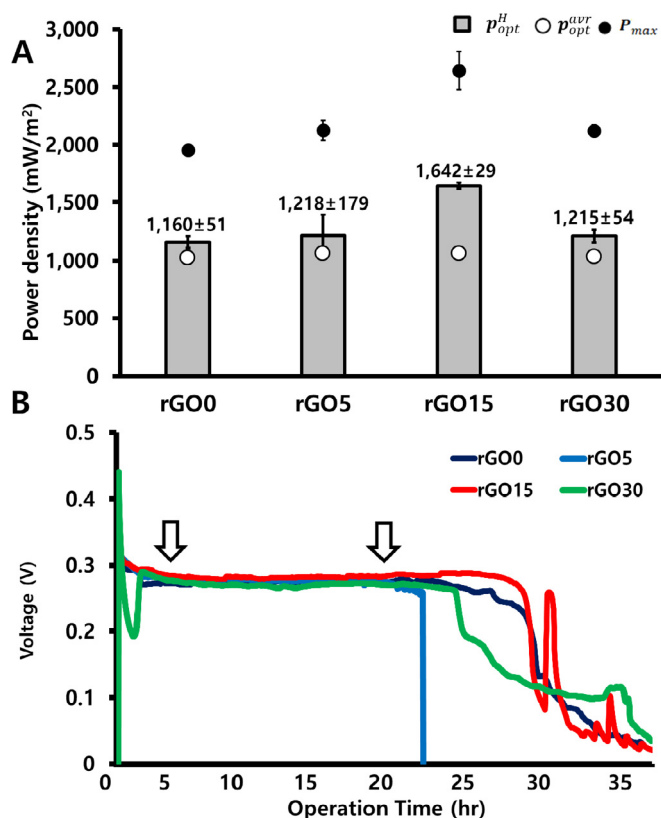 A
p_opt^H p_opt^avr P_max
Power density (mW/m²)
3,000
2,500
2,000
1,500
1,000
500
0
1,160±51
1,218±179
1,642±29
1,215±54
rGO0 rGO5 rGO15 rGO30
B
rGO0 rGO5
rGO15 rGO30
Voltage (V)
0.5
0.4
0.3
0.2
0.1
0
0 5 10 15 20 25 30 35
Operation Time (hr)